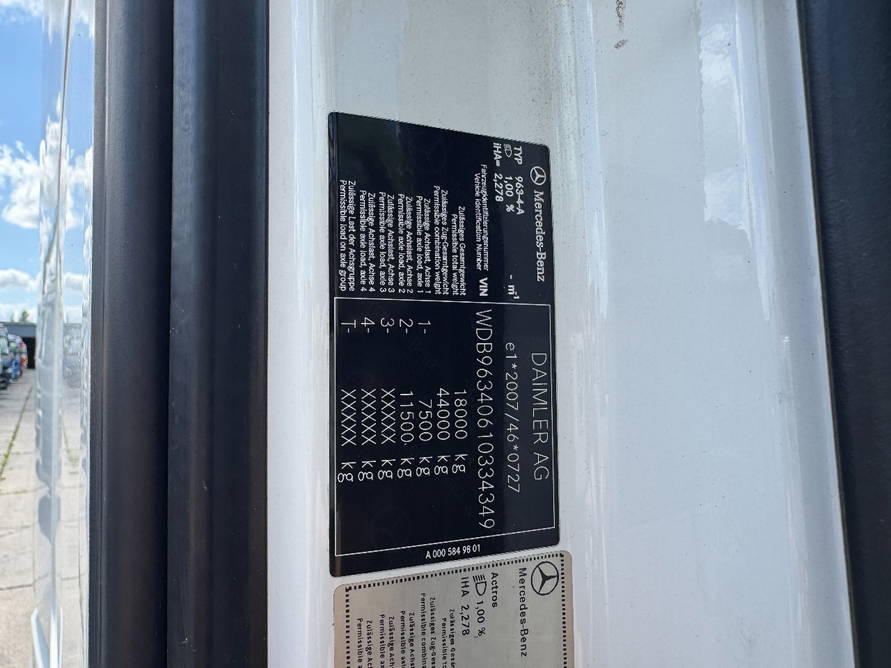 Mercedes-Benz
TYP 963-4-A
1,00 %
iHA= 2,278
- m-1
DAIMLER AG
e1*2007/46*0727
Fahrzeugidentifizierungsnummer
Vehicle Identification Number VIN WDB96340610334349
Zulässiges Gesamtgewicht
Permissible total weight 18000 kg
Zulässiges Zug-Gesamtgewicht
Permissible combination weight 44000 kg
Zulässige Achslast, Achse 1
Permissible axle load, axle 1 1- 7500 kg
Zulässige Achslast, Achse 2
Permissible axle load, axle 2 2- 11500 kg
Zulässige Achslast, Achse 3
Permissible axle load, axle 3 3- XXXXX kg
Zulässige Achslast, Achse 4
Permissible axle load, axle 4 4- XXXXX kg
Zulässige Last der Achsgruppe
Permissible load on axle group T- XXXXX kg
A 000 584 98 01
Mercedes-Benz
Actros
1,00 %
iHA 2,278